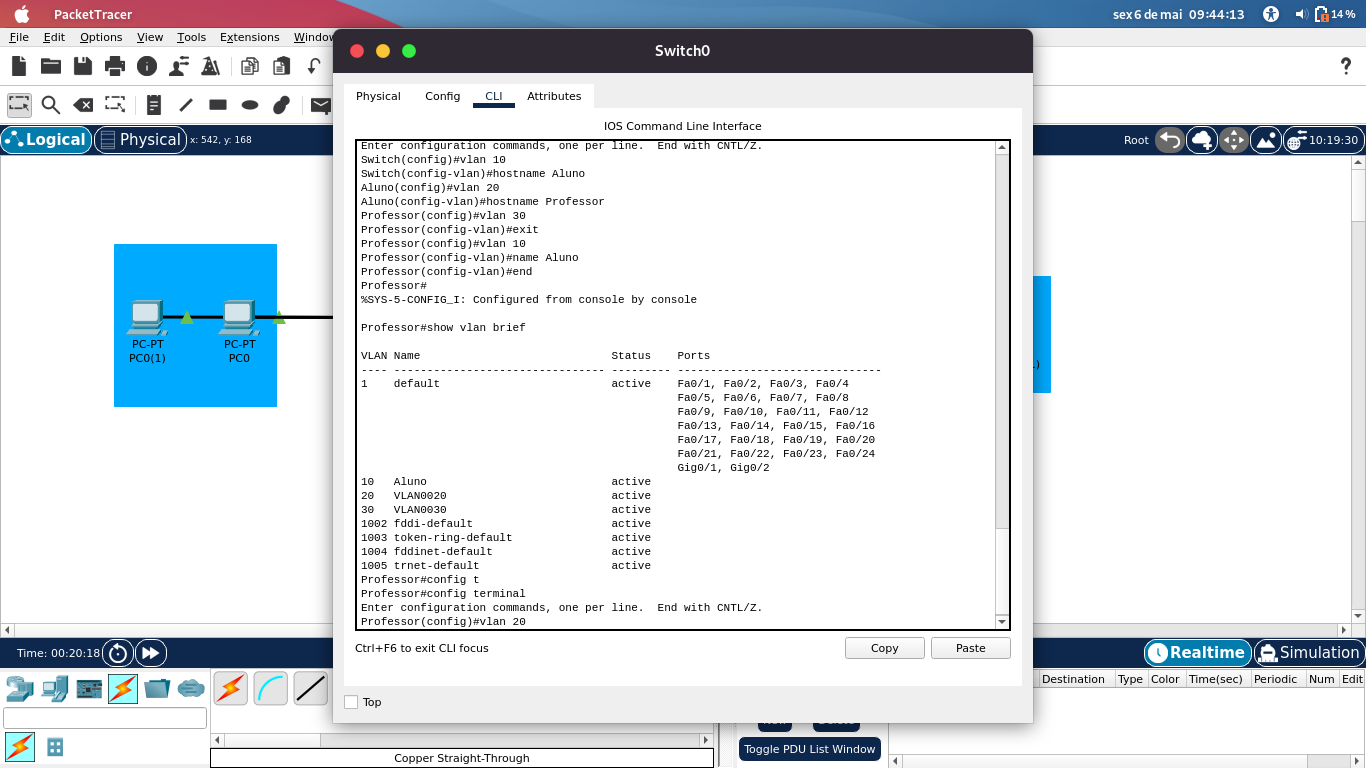 PacketTracer
sex 6 de mai 09:44:13
14 %
File Edit Options View Tools Extensions Window
Switch0
?
Physical Config CLI Attributes
Logical Physical x: 542, y: 168
Root 10:19:30
IOS Command Line Interface
Enter configuration commands, one per line. End with CNTL/Z.
Switch(config)#vlan 10
Switch(config-vlan)#hostname Aluno
Aluno(config)#vlan 20
Aluno(config-vlan)#hostname Professor
Professor(config)#vlan 30
Professor(config-vlan)#exit
Professor(config)#vlan 10
Professor(config-vlan)#name Aluno
Professor(config-vlan)#end
Professor#
%SYS-5-CONFIG_I: Configured from console by console
Professor#show vlan brief
VLAN Name Status Ports
---- -------------------------------- --------- -------------------------------
1 default active Fa0/1, Fa0/2, Fa0/3, Fa0/4
Fa0/5, Fa0/6, Fa0/7, Fa0/8
Fa0/9, Fa0/10, Fa0/11, Fa0/12
Fa0/13, Fa0/14, Fa0/15, Fa0/16
Fa0/17, Fa0/18, Fa0/19, Fa0/20
Fa0/21, Fa0/22, Fa0/23, Fa0/24
Gig0/1, Gig0/2
10 Aluno active
20 VLAN0020 active
30 VLAN0030 active
1002 fddi-default active
1003 token-ring-default active
1004 fddinet-default active
1005 trnet-default active
Professor#config t
Professor#config terminal
Enter configuration commands, one per line. End with CNTL/Z.
Professor(config)#vlan 20
PC-PT
PC0(1)
PC-PT
PC0
Ctrl+F6 to exit CLI focus
Copy Paste
Top
Time: 00:20:18
Realtime Simulation
Destination Type Color Time(sec) Periodic Num Edit
Toggle PDU List Window
Copper Straight-Through